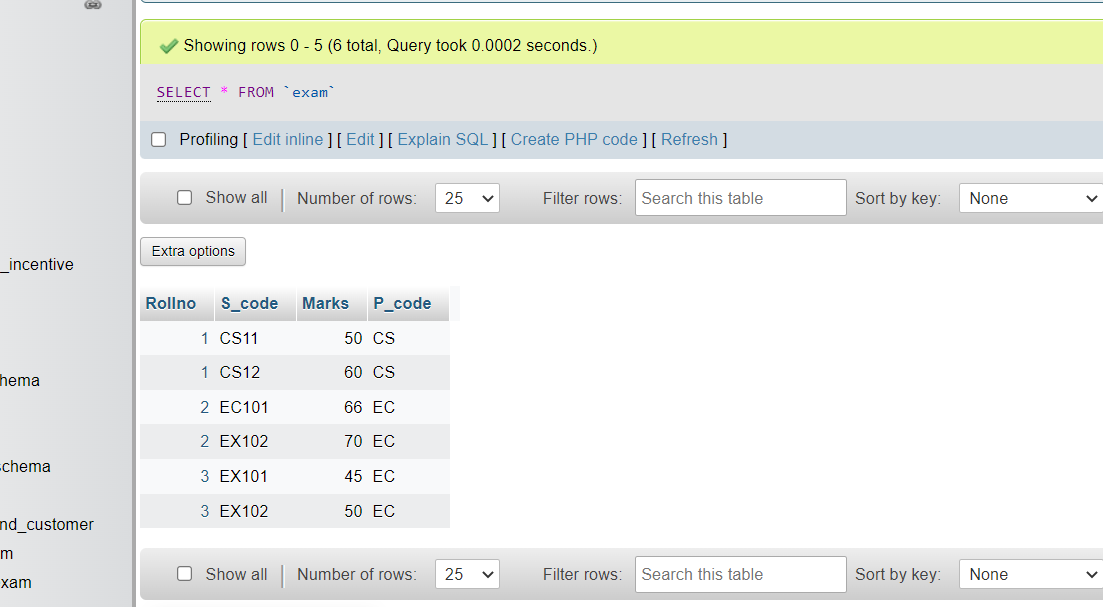 Showing rows 0 - 5 (6 total, Query took 0.0002 seconds.)
SELECT * FROM `exam`
Profiling [ Edit inline ] [ Edit ] [ Explain SQL ] [ Create PHP code ] [ Refresh ]
Show all | Number of rows: 25 Filter rows: Search this table Sort by key: None
_incentive
Extra options
Rollno S_code Marks P_code
1 CS11 50 CS
1 CS12 60 CS
hema
2 EC101 66 EC
2 EX102 70 EC
schema
3 EX101 45 EC
3 EX102 50 EC
nd_customer
m
xam
Show all | Number of rows: 25 Filter rows: Search this table Sort by key: None